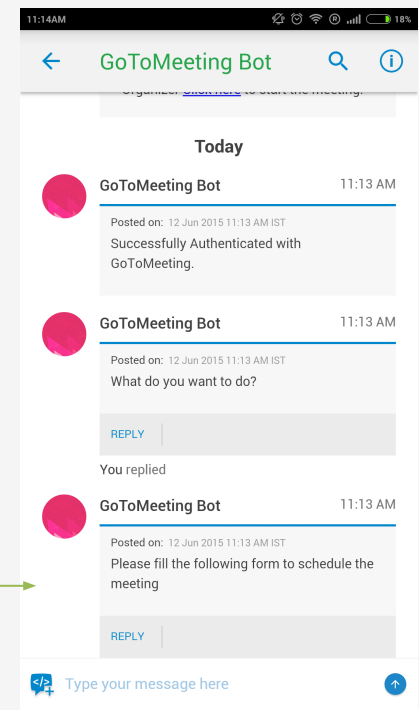 11:14AM ® 18%
GoToMeeting Bot
Organizer Click here to start the meeting.
Today
GoToMeeting Bot 11:13 AM
Posted on: 12 Jun 2015 11:13 AM IST
Successfully Authenticated with
GoToMeeting.
GoToMeeting Bot 11:13 AM
Posted on: 12 Jun 2015 11:13 AM IST
What do you want to do?
REPLY
You replied
GoToMeeting Bot 11:13 AM
Posted on: 12 Jun 2015 11:13 AM IST
Please fill the following form to schedule the
meeting
REPLY
Type your message here